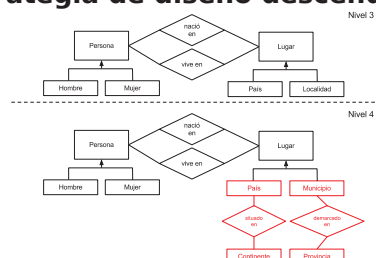 ategia de diseño descend
Nivel 3
nació
en
Persona
Lugar
vive en
Hombre
Mujer
País
Localidad
Nivel 4
nació
en
Persona
Lugar
vive en
Hombre
Mujer
País
Municipio
situado
en
demarcado
en
Continente
Provincia